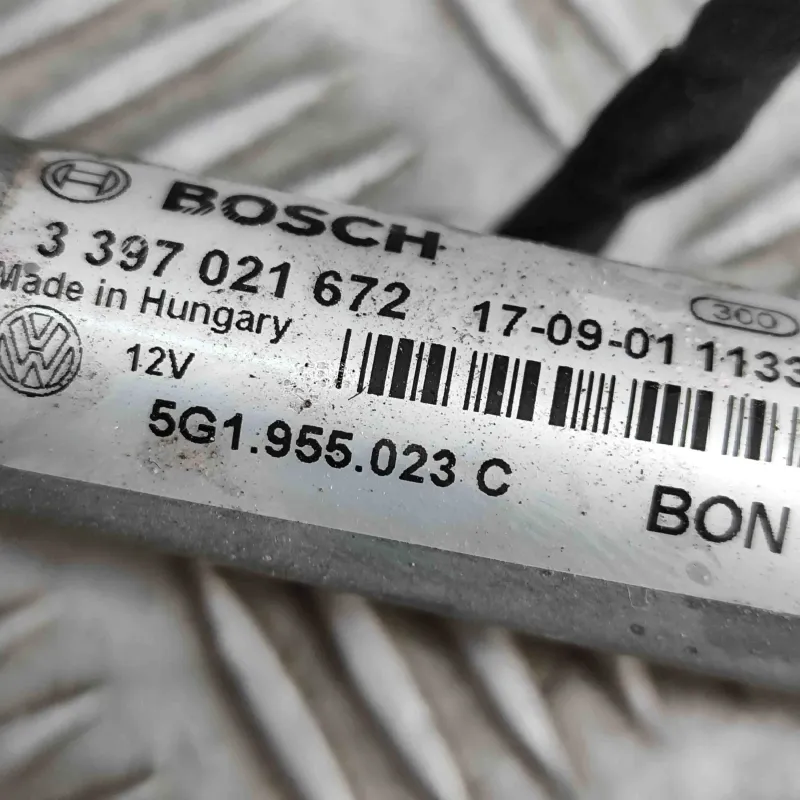 BOSCH
3 397 021 672 17-09-01 1133
300
Made in Hungary
12V
5G1.955.023 C
BON